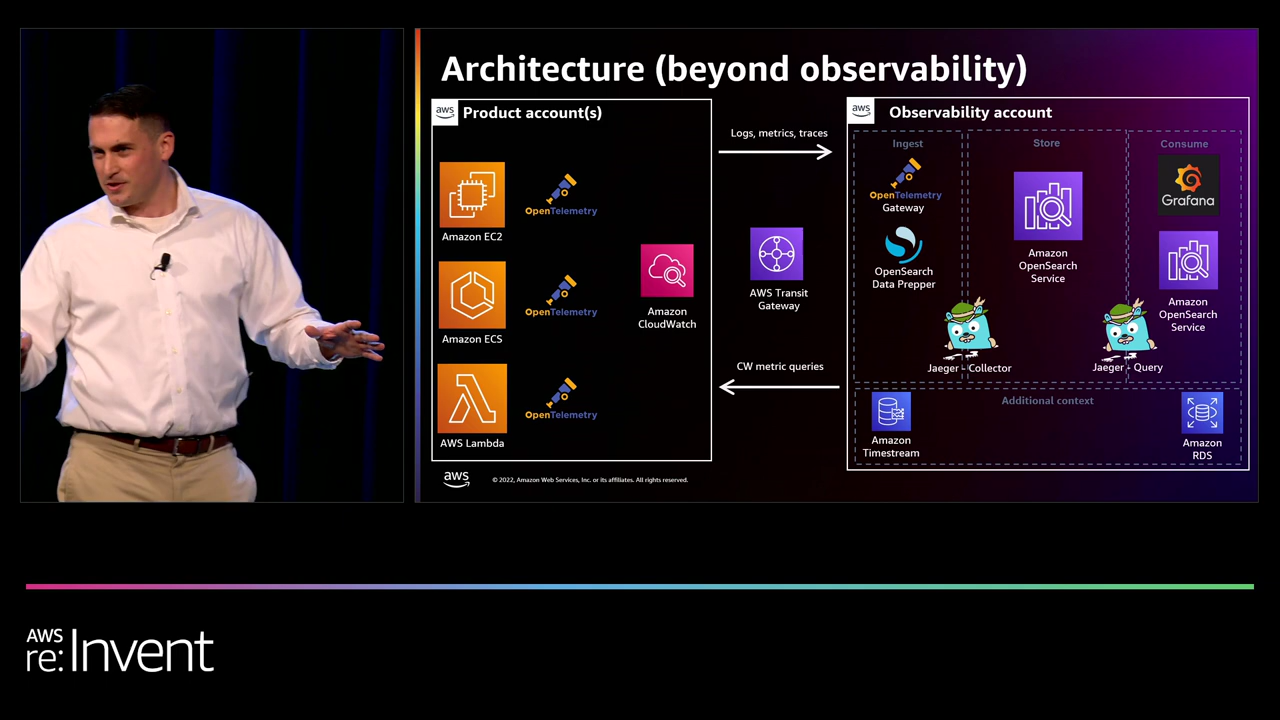 Architecture (beyond observability)
aws
Product account(s)
Amazon EC2
OpenTelemetry
Amazon ECS
OpenTelemetry
AWS Lambda
OpenTelemetry
Amazon
CloudWatch
Logs, metrics, traces
AWS Transit
Gateway
CW metric queries
aws
Observability account
Ingest
OpenTelemetry
Gateway
OpenSearch
Data Prepper
Jaeger - Collector
Store
Amazon
OpenSearch
Service
Consume
Grafana
Amazon
OpenSearch
Service
Jaeger - Query
Additional context
Amazon
Timestream
Amazon
RDS
aws
© 2022, Amazon Web Services, Inc. or its affiliates. All rights reserved.
AWS
re:Invent